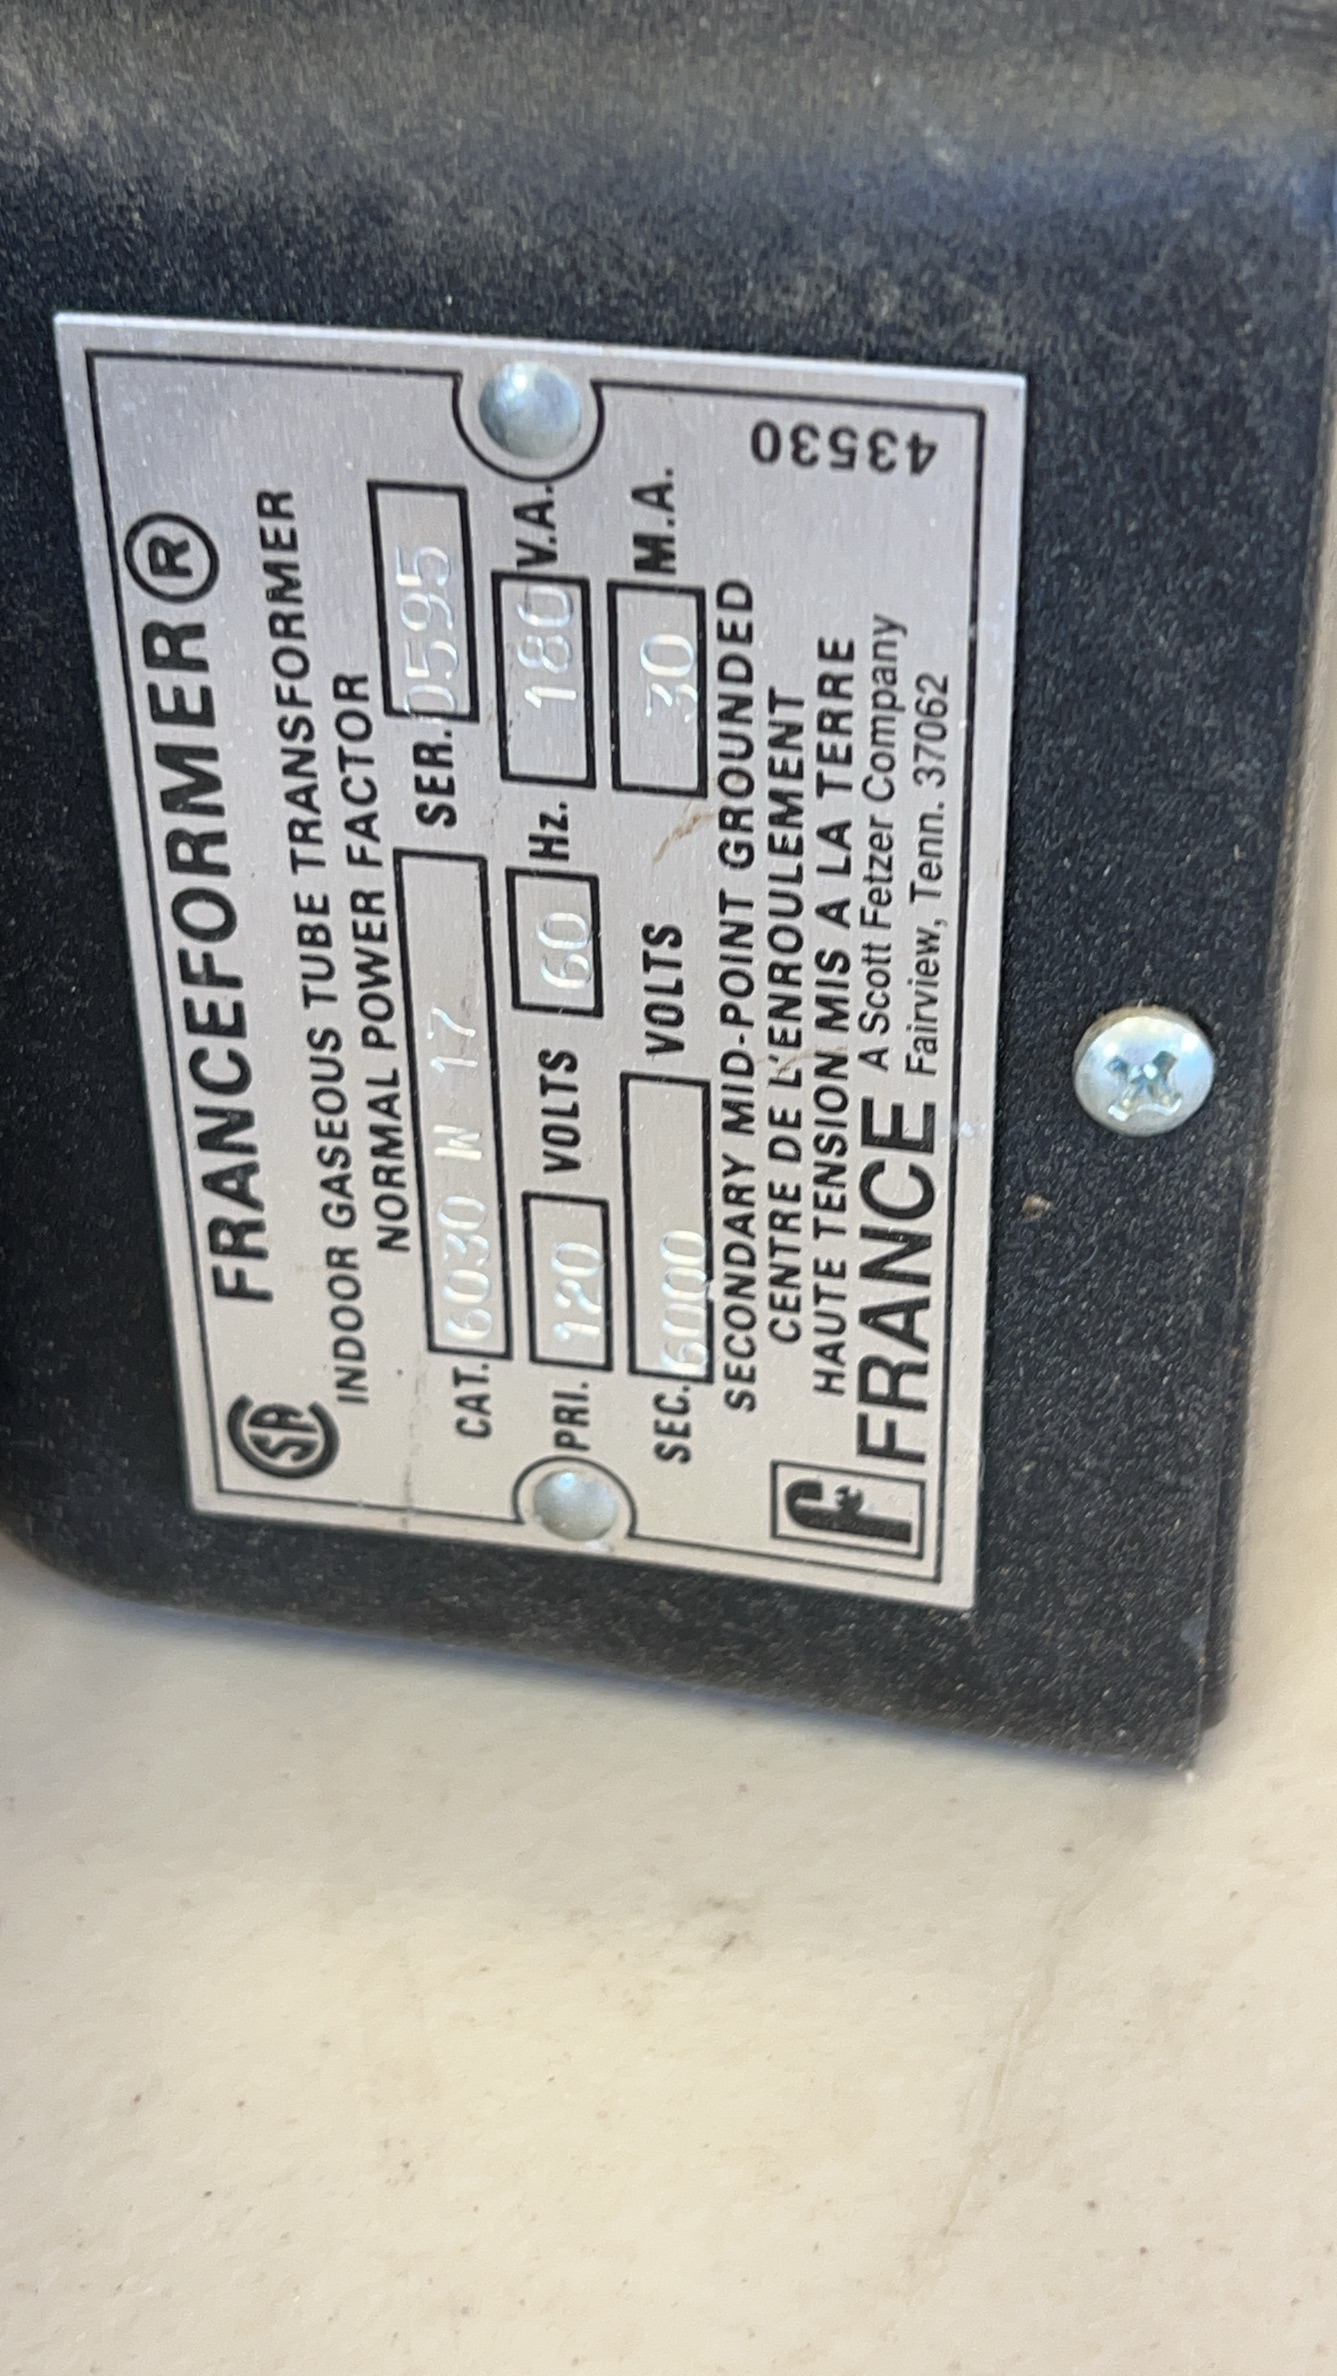 SA FRANCEFORMER®
INDOOR GASEOUS TUBE TRANSFORMER
NORMAL POWER FACTOR
CAT. 6030 N 17 SER. 0595
PRI. 120 VOLTS 60 Hz. 180 V.A.
SEC. 6000 VOLTS 30 M.A.
SECONDARY MID-POINT GROUNDED
CENTRE DE L'ENROULEMENT
HAUTE TENSION MIS A LA TERRE
f FRANCE A Scott Fetzer Company
Fairview, Tenn. 37062
43530